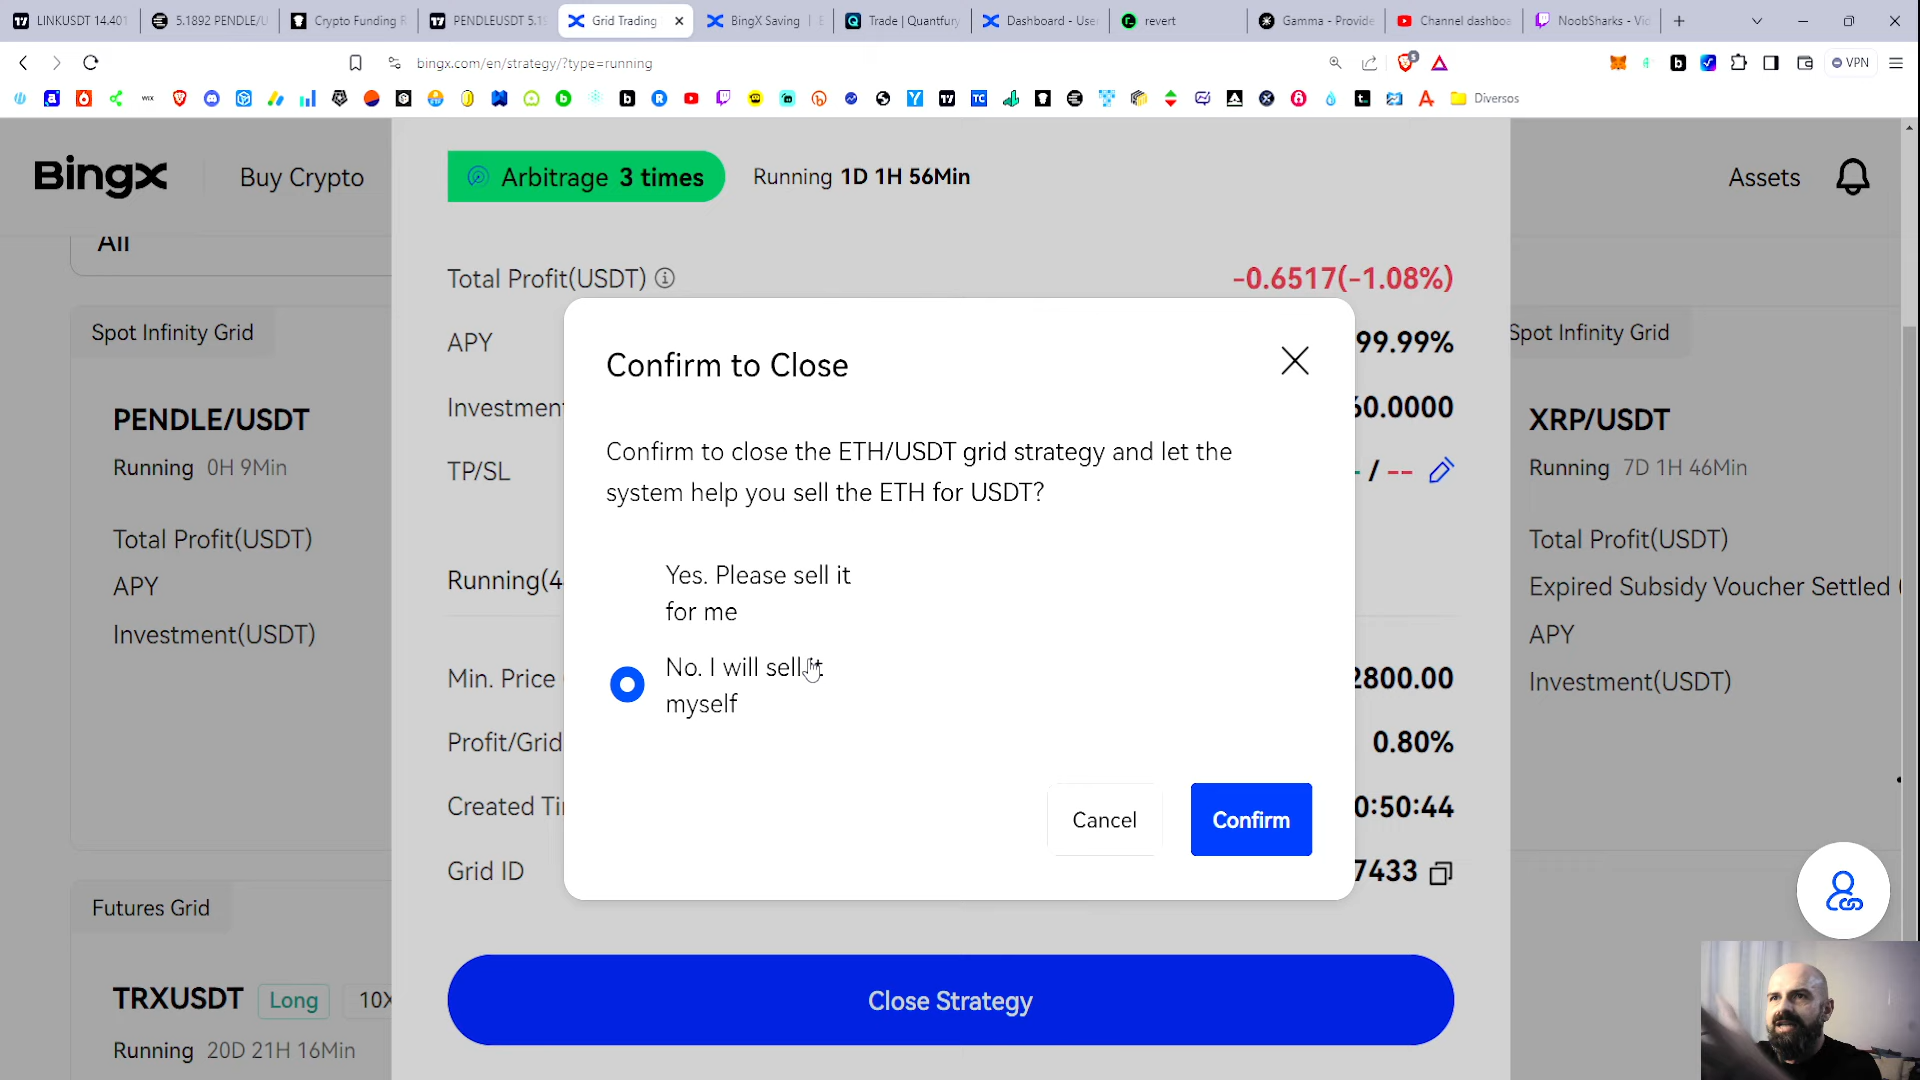 LINKUSDT 14.401
5.1892 PENDLE/U
Crypto Funding R
PENDLEUSDT 5.1
Grid Trading
BingX Saving
Trade | Quantfury
Dashboard - Use
revert
Gamma - Provide
Channel dashboa
NoobSharks - Vi
bingx.com/en/strategy/?type=running
VPN
Diversos
BingX
Buy Crypto
Arbitrage 3 times
Running 1D 1H 56Min
Assets
All
Total Profit(USDT)
-0.6517(-1.08%)
Spot Infinity Grid
APY
99.99%
Spot Infinity Grid
Confirm to Close
Investment
60.0000
PENDLE/USDT
XRP/USDT
Running 0H 9Min
TP/SL
/ --
Running 7D 1H 46Min
Confirm to close the ETH/USDT grid strategy and let the
system help you sell the ETH for USDT?
Total Profit(USDT)
Total Profit(USDT)
Yes. Please sell it
for me
APY
Running(4
Expired Subsidy Voucher Settled
Investment(USDT)
APY
No. I will sell it
myself
Min. Price
2800.00
Investment(USDT)
Profit/Grid
0.80%
Created Ti
0:50:44
Cancel
Confirm
Grid ID
7433
Futures Grid
TRXUSDT Long 10X
Close Strategy
Running 20D 21H 16Min